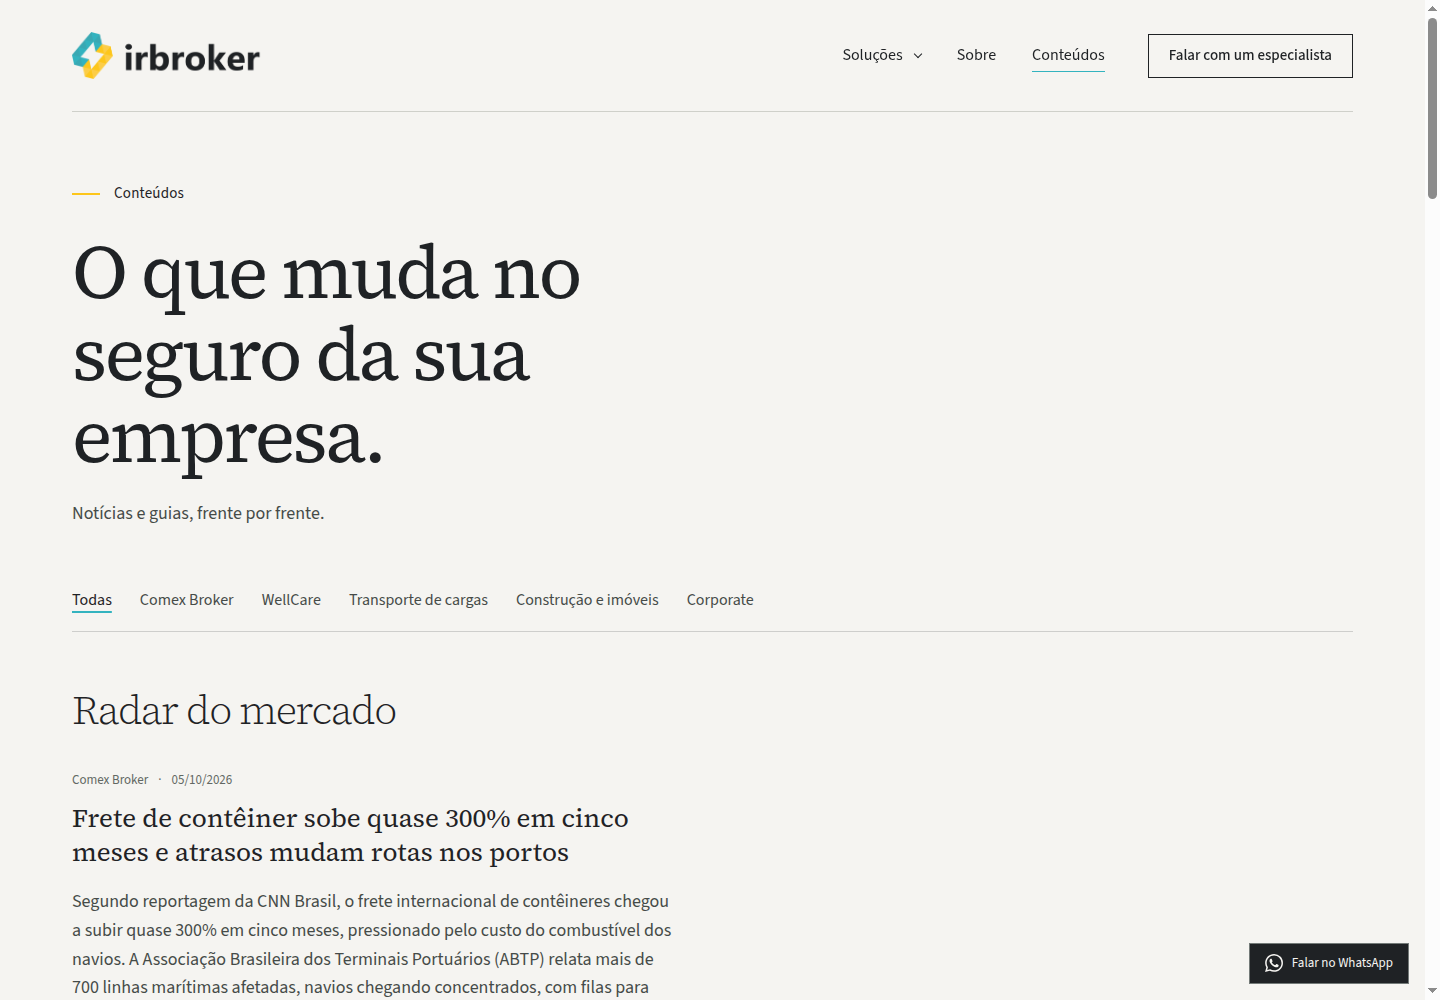 irbroker
Soluções
Sobre
Conteúdos
Falar com um especialista
Conteúdos
O que muda no
seguro da sua
empresa.
Notícias e guias, frente por frente.
Todas
Comex Broker
WellCare
Transporte de cargas
Construção e imóveis
Corporate
Radar do mercado
Comex Broker · 05/10/2026
Frete de contêiner sobe quase 300% em cinco
meses e atrasos mudam rotas nos portos
Segundo reportagem da CNN Brasil, o frete internacional de contêineres chegou
a subir quase 300% em cinco meses, pressionado pelo custo do combustível dos
navios. A Associação Brasileira dos Terminais Portuários (ABTP) relata mais de
700 linhas marítimas afetadas, navios chegando concentrados, com filas para
Falar no WhatsApp